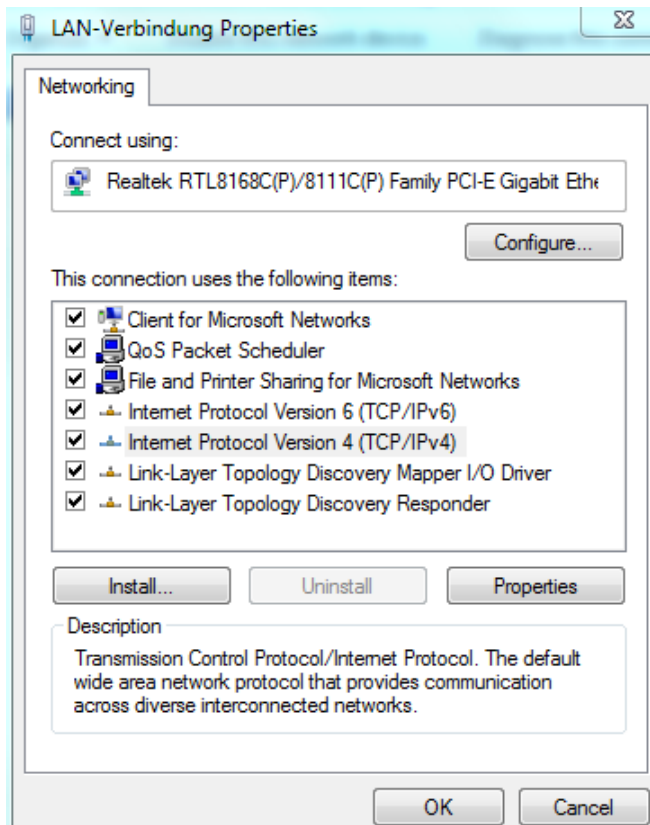 LAN-Verbindung Properties
Networking
Connect using:
Realtek RTL8168C(P)/8111C(P) Family PCI-E Gigabit Ethe
Configure...
This connection uses the following items:
Client for Microsoft Networks
QoS Packet Scheduler
File and Printer Sharing for Microsoft Networks
Internet Protocol Version 6 (TCP/IPv6)
Internet Protocol Version 4 (TCP/IPv4)
Link-Layer Topology Discovery Mapper I/O Driver
Link-Layer Topology Discovery Responder
Install... Uninstall Properties
Description
Transmission Control Protocol/Internet Protocol. The default
wide area network protocol that provides communication
across diverse interconnected networks.
OK Cancel